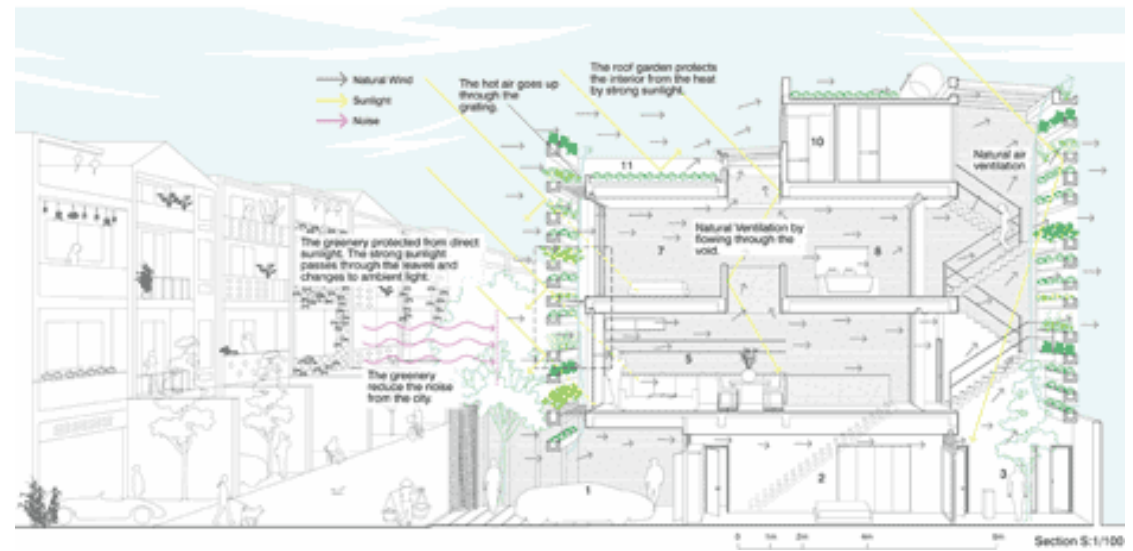 Natural Wind
Sunlight
Noise
The hot air goes up
through the
grating.
The roof garden protects
the interior from the heat
by strong sunlight.
10
11
Natural air
ventilation
The greenery protected from direct
sunlight. The strong sunlight
passes through the leaves and
changes to ambient light.
7
Natural Ventilation by
flowing through the
void.
8
5
The greenery
reduce the noise
from the city.
1
2
3
0 1m 2m 4m 8m
Section S:1/100